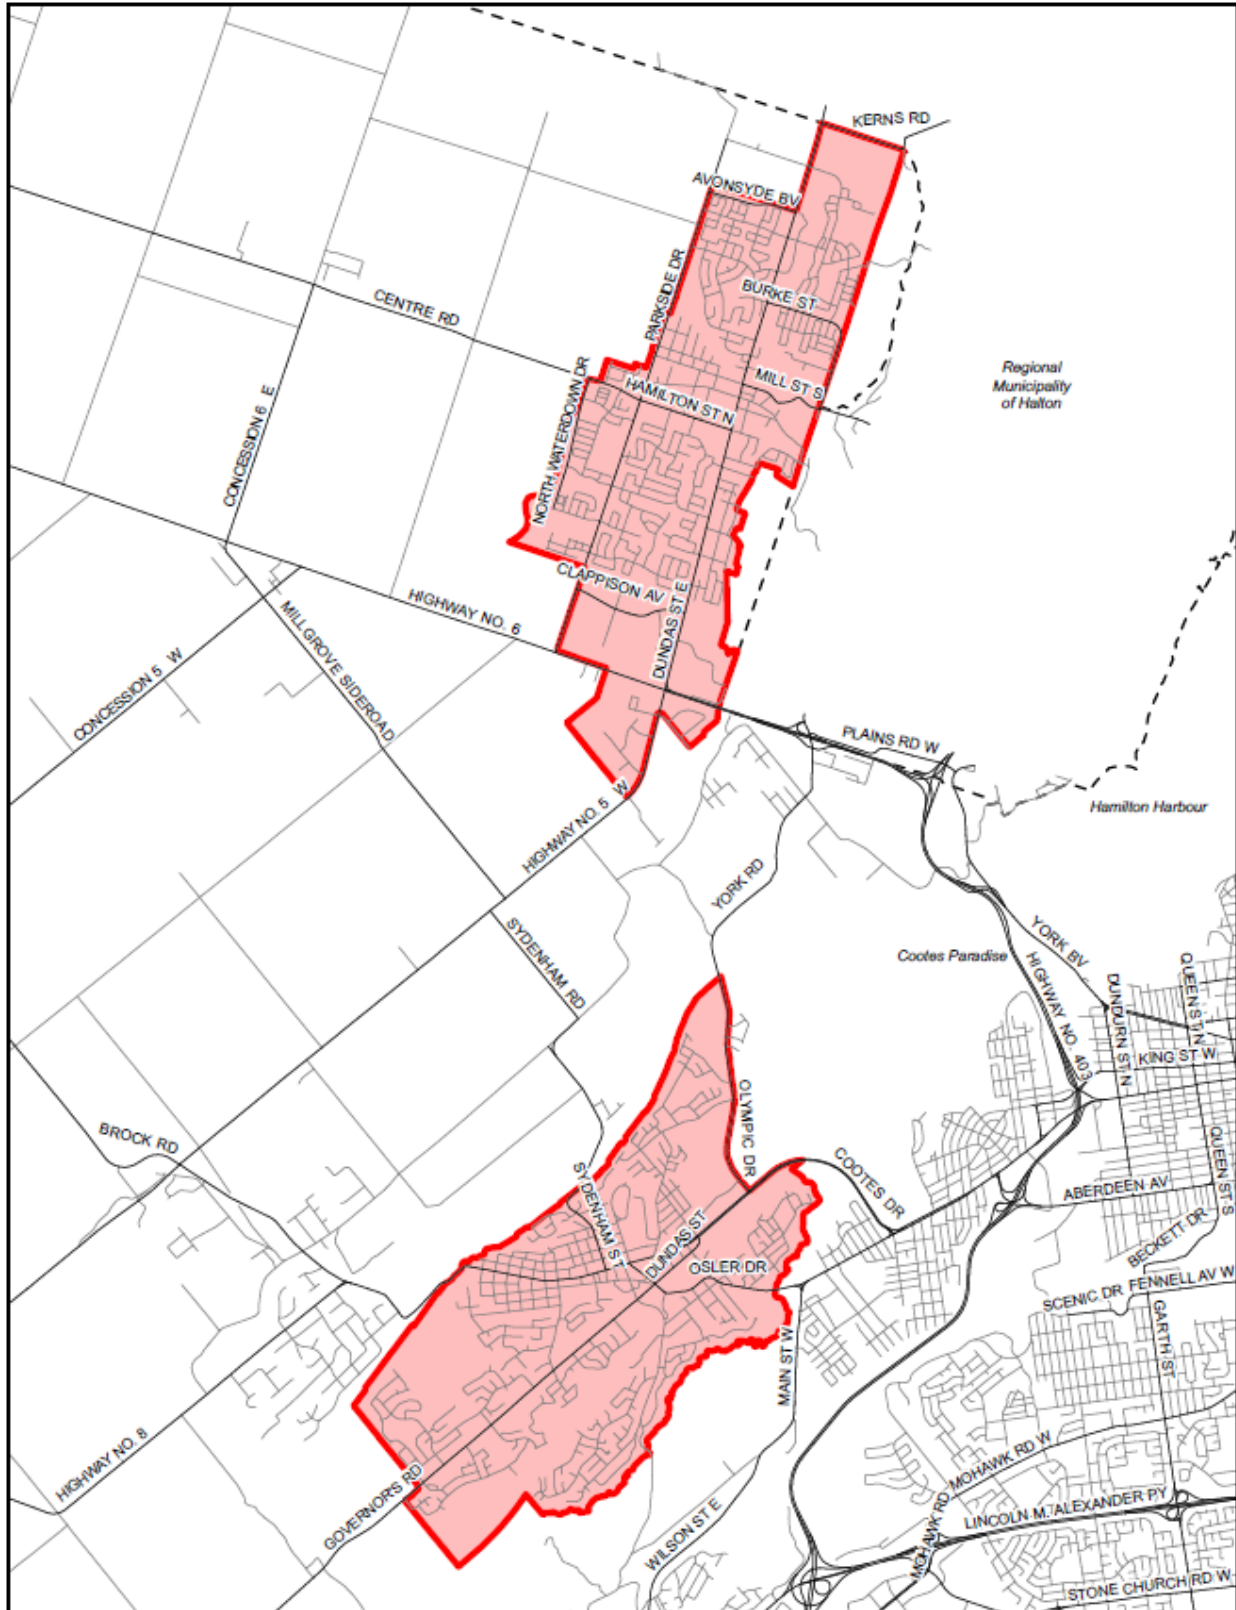 KERNS RD
AVONSYDE BV
PARKSIDE DR
BURKE ST
CENTRE RD
Regional
Municipality
of Halton
MILL ST S
HAMILTON ST N
NORTH WATERDOWN DR
CONCESSION 6 E
CLAPPISON AV
HIGHWAY NO. 6
DUNDAS ST E
MILLGROVE SIDEROAD
CONCESSION 5 W
PLAINS RD W
Hamilton Harbour
HIGHWAY NO. 5 W
YORK RD
SYDENHAM RD
Cootes Paradise
YORK BV
HIGHWAY NO. 403
QUEEN ST N
DUNDURN ST N
KING ST W
BROCK RD
OLYMPIC DR
COOTES DR
SYDENHAM ST
DUNDAS ST
OSLER DR
ABERDEEN AV
QUEEN ST S
BECKETT DR
SCENIC DR
FENNELL AV W
GARTH ST
MAIN ST W
HIGHWAY NO. 8
GOVERNOR'S RD
MOHAWK RD W
MOHAWK RD
LINCOLN M. ALEXANDER PY
WILSON ST E
STONE CHURCH RD W